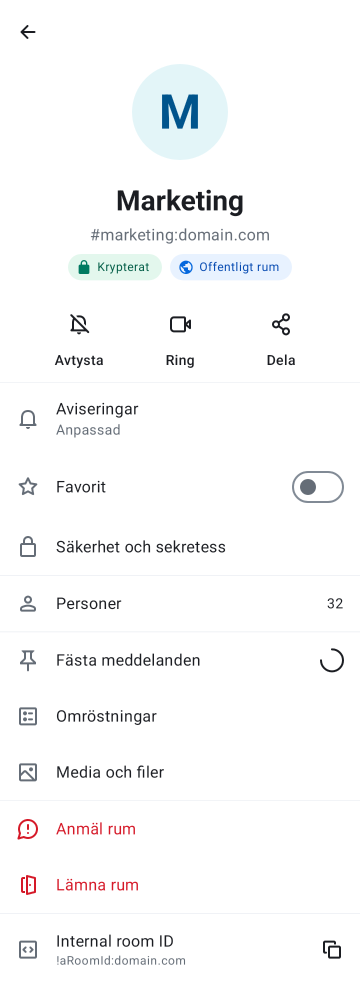 M
Marketing
#marketing:domain.com
Krypterat Offentligt rum
Avtysta Ring Dela
Aviseringar
Anpassad
Favorit
Säkerhet och sekretess
Personer 32
Fästa meddelanden
Omröstningar
Media och filer
Anmäl rum
Lämna rum
Internal room ID
!aRoomId:domain.com